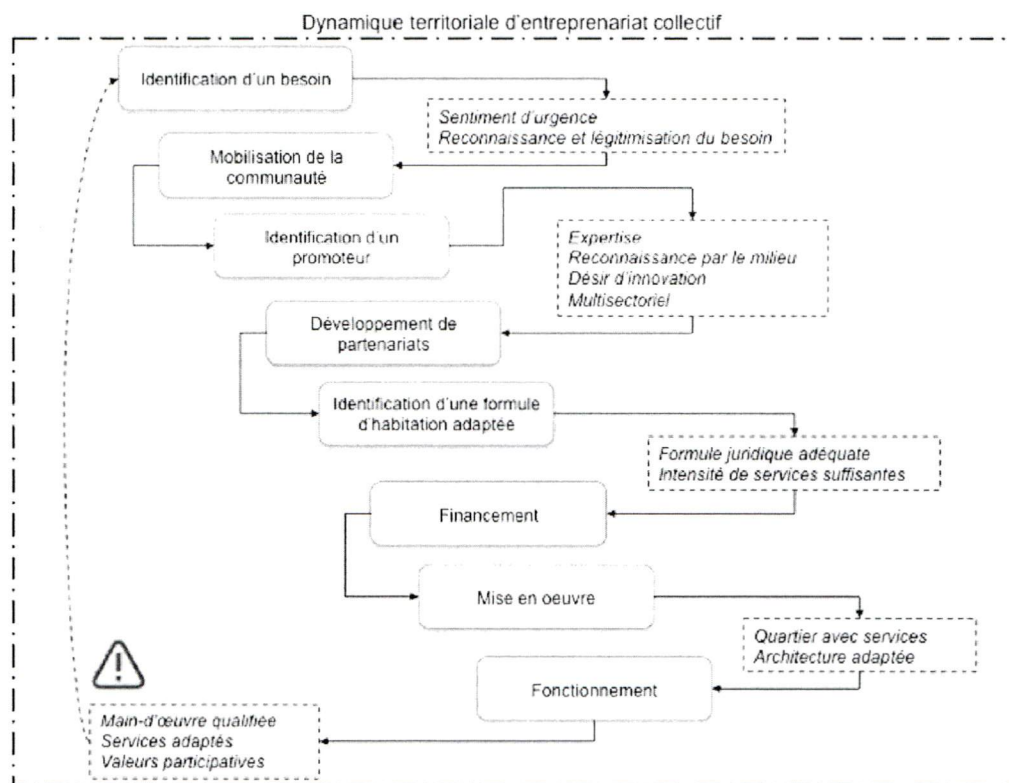 Dynamique territoriale d'entreprenariat collectif
Identification d'un besoin
Sentiment d'urgence
Reconnaissance et légitimisation du besoin
Mobilisation de la
communauté
Identification d'un
promoteur
Expertise
Reconnaissance par le milieu
Désir d'innovation
Multisectoriel
Développement de
partenariats
Identification d'une formule
d'habitation adaptée
Formule juridique adéquate
Intensité de services suffisantes
Financement
Mise en oeuvre
Quartier avec services
Architecture adaptée
Fonctionnement
Main-d'œuvre qualifiée
Services adaptés
Valeurs participatives